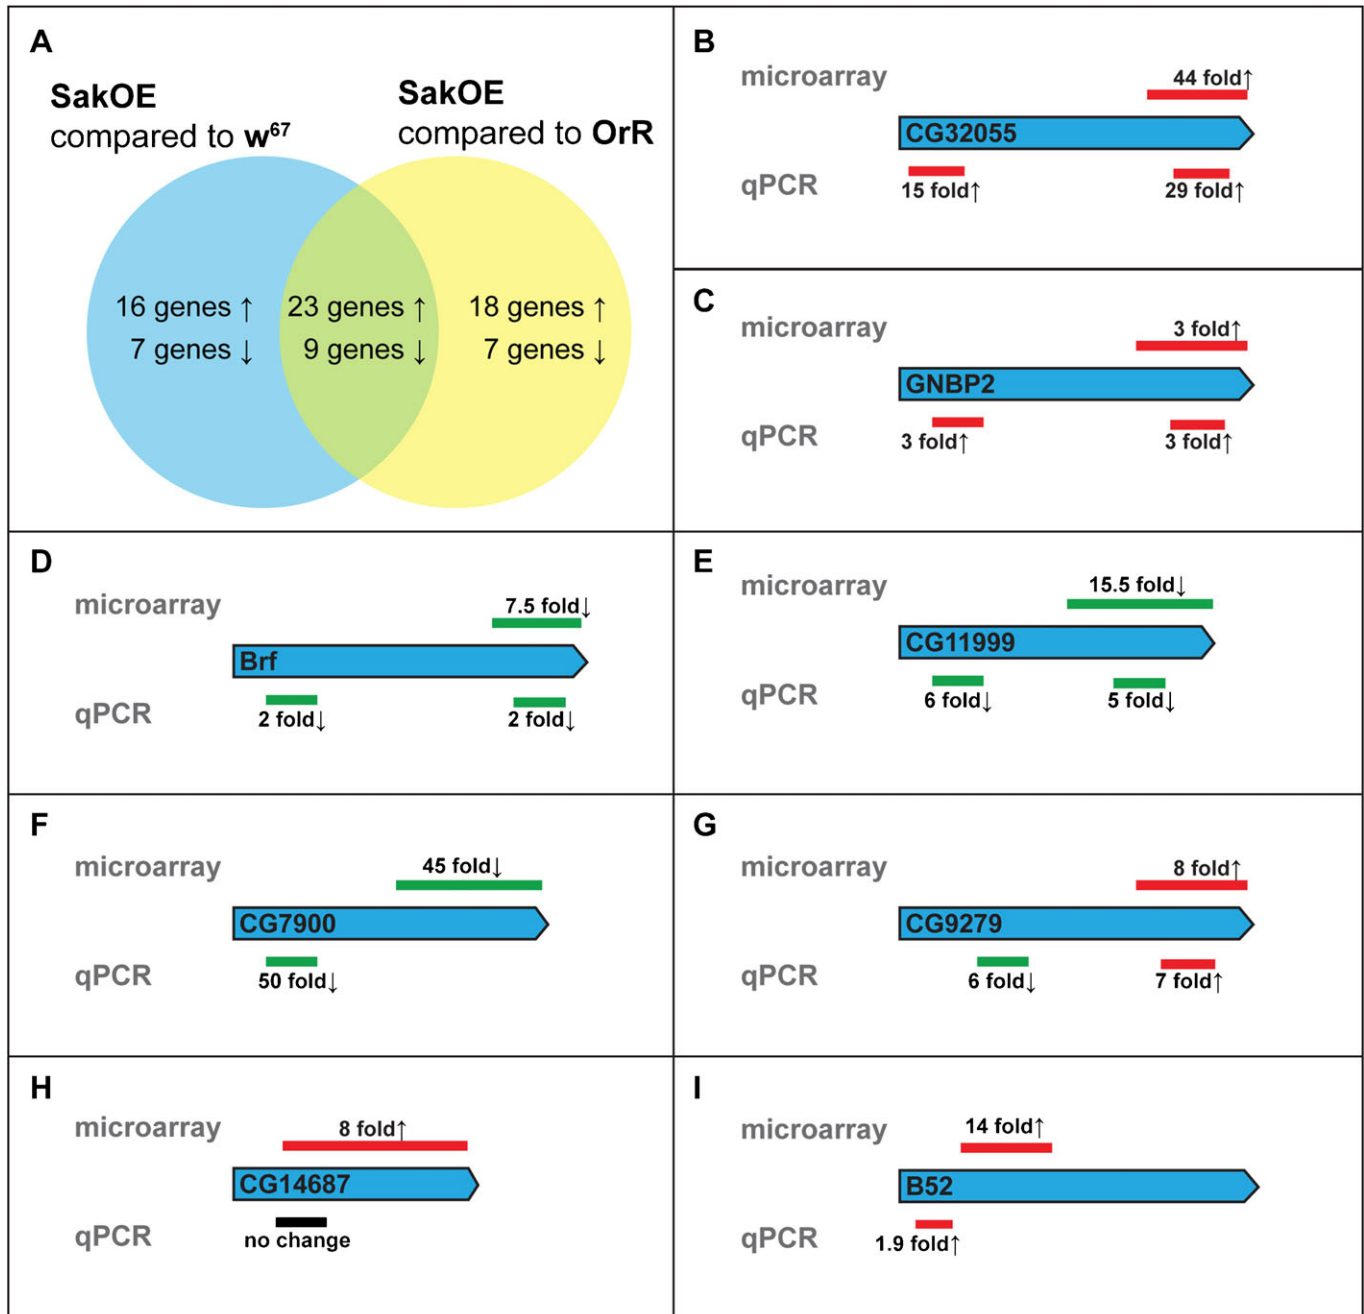 A
SakOE
compared to w67
SakOE
compared to OrR
16 genes ↑
7 genes ↓
23 genes ↑
9 genes ↓
18 genes ↑
7 genes ↓
B
microarray
44 fold↑
CG32055
qPCR
15 fold↑
29 fold↑
C
microarray
3 fold↑
GNBP2
qPCR
3 fold↑
3 fold↑
D
microarray
7.5 fold↓
Brf
qPCR
2 fold↓
2 fold↓
E
microarray
15.5 fold↓
CG11999
qPCR
6 fold↓
5 fold↓
F
microarray
45 fold↓
CG7900
qPCR
50 fold↓
G
microarray
8 fold↑
CG9279
qPCR
6 fold↓
7 fold↑
H
microarray
8 fold↑
CG14687
qPCR
no change
I
microarray
14 fold↑
B52
qPCR
1.9 fold↑